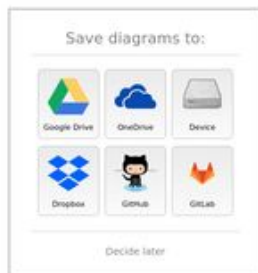 Save diagrams to:
Google Drive OneDrive Device
Dropbox GitHub GitLab
Decide later